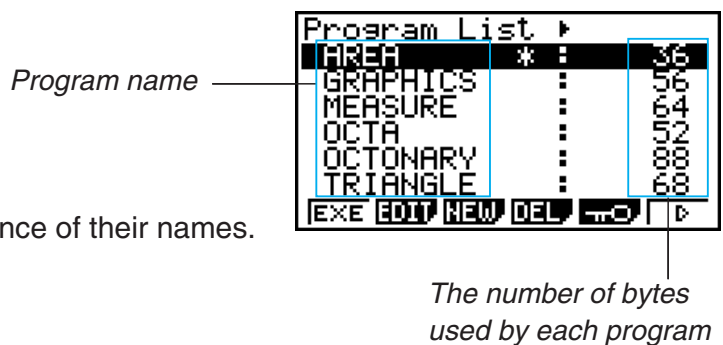 Program List
AREA * : 36
Program name
GRAPHICS : 56
MEASURE : 64
OCTA : 52
OCTONARY : 88
TRIANGLE : 68
EXE EDIT NEW DEL
nce of their names.
The number of bytes
used by each program